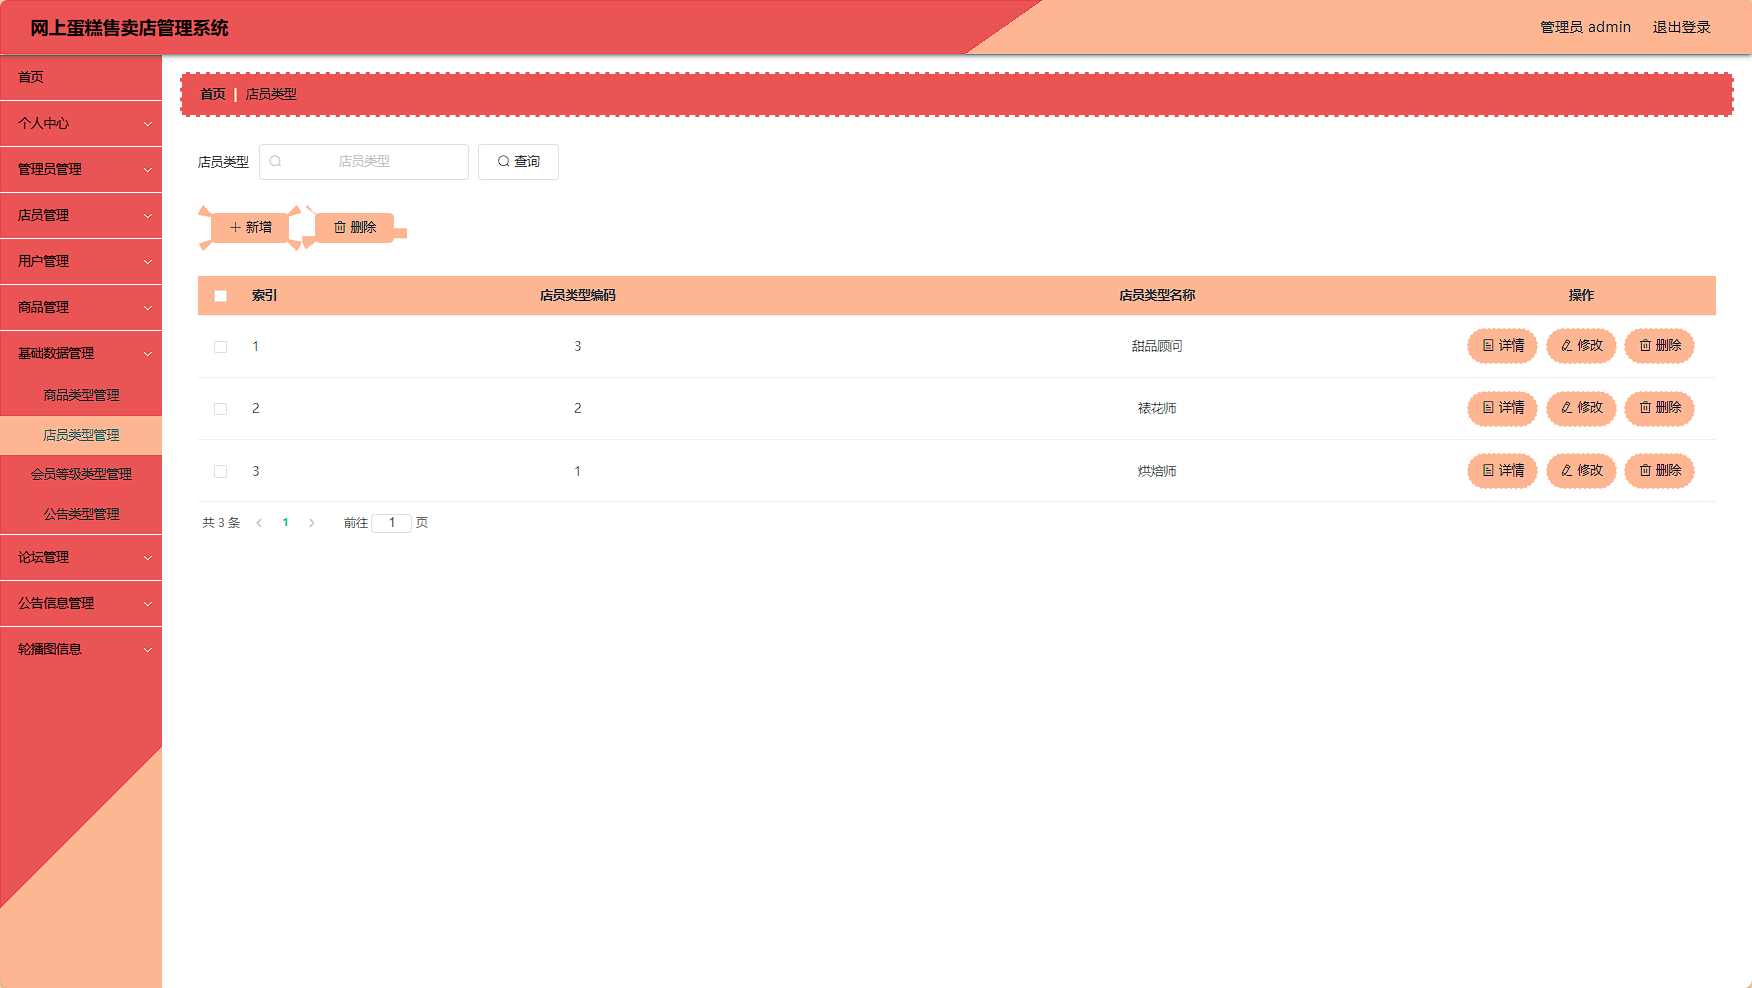 网上蛋糕售卖店管理系统
管理员 admin 退出登录
首页
个人中心
管理员管理
店员管理
用户管理
商品管理
基础数据管理
商品类型管理
店员类型管理
会员等级类型管理
公告类型管理
论坛管理
公告信息管理
轮播图信息
首页 | 店员类型
店员类型 店员类型 查询
新增 删除
索引 店员类型编码 店员类型名称 操作
1 3 甜品顾问 详情 修改 删除
2 2 裱花师 详情 修改 删除
3 1 烘焙师 详情 修改 删除
共 3 条 1 前往 1 页